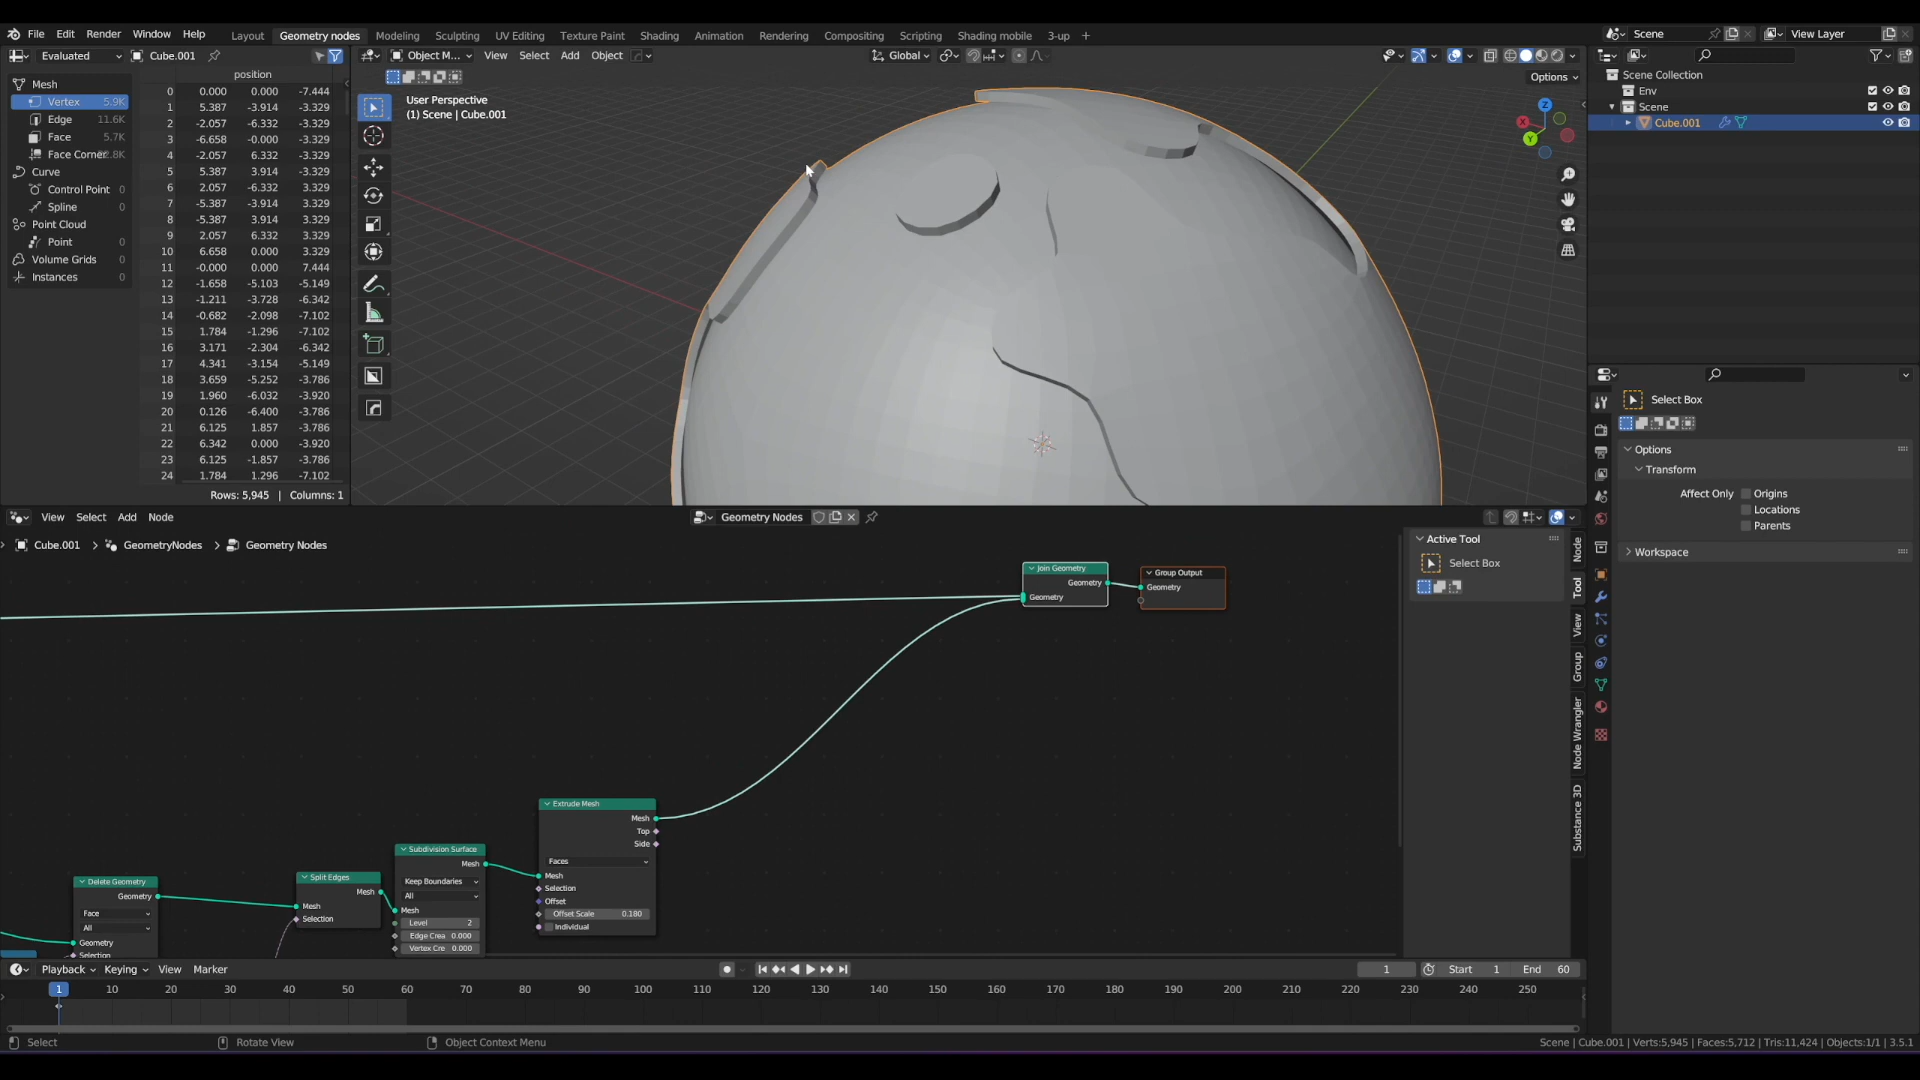 File Edit Render Window Help Layout Geometry nodes Modeling Sculpting UV Editing Texture Paint Shading Animation Rendering Compositing Scripting Shading mobile 3-up + Scene View Layer
Evaluated Cube.001 Object M... View Select Add Object Global
position
Options
Mesh
Vertex 5.9K
Edge 11.6K
Face 5.7K
Face Corner
Curve
Control Point 0
Spline 0
Point Cloud
Point 0
Volume Grids 0
Instances 0
0 0.000 0.000 -7.444
1 5.387 -3.914 -3.329
2 -2.057 -6.332 -3.329
3 -6.658 -0.000 -3.329
4 -2.057 6.332 -3.329
5 5.387 3.914 -3.329
6 2.057 -6.332 3.329
7 -5.387 -3.914 3.329
8 -5.387 3.914 3.329
9 2.057 6.332 3.329
10 6.658 0.000 3.329
11 -0.000 0.000 7.444
12 -1.658 -5.103 -5.149
13 -1.211 -3.728 -6.342
14 -0.682 -2.098 -7.102
15 1.784 -1.296 -7.102
16 3.171 -2.304 -6.342
17 4.341 -3.154 -5.149
18 3.659 -5.252 -3.786
19 1.960 -6.032 -3.920
20 0.126 -6.400 -3.786
21 6.125 1.857 -3.786
22 6.342 0.000 -3.920
23 6.125 -1.857 -3.786
24 1.784 1.296 -7.102
Rows: 5,945 | Columns: 1
User Perspective
(1) Scene | Cube.001
Z
X
Y
Scene Collection
Env
Scene
Cube.001
Select Box
Options
Transform
Affect Only Origins
Locations
Parents
Workspace
View Select Add Node Geometry Nodes
Cube.001 > GeometryNodes > Geometry Nodes
Active Tool
Select Box
Node
Tool
View
Group
Node Wrangler
Substance 3D
Join Geometry
Geometry
Geometry
Group Output
Geometry
Extrude Mesh
Mesh
Top
Side
Faces
Mesh
Selection
Offset
Offset Scale 0.180
Individual
Subdivision Surface
Mesh
Keep Boundaries
All
Mesh
Level 2
Edge Crea 0.000
Vertex Cre 0.000
Split Edges
Mesh
Mesh
Selection
Delete Geometry
Geometry
Face
All
Geometry
Selection
Playback Keying View Marker 1 Start 1 End 60
1 10 20 30 40 50 60 70 80 90 100 110 120 130 140 150 160 170 180 190 200 210 220 230 240 250
Select Rotate View Object Context Menu Scene | Cube.001 | Verts:5,945 | Faces:5,712 | Tris:11,424 | Objects:1/1 | 3.5.1